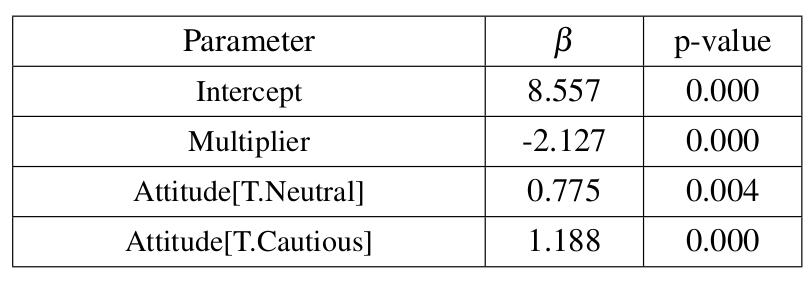 Parameter β p-value
Intercept 8.557 0.000
Multiplier -2.127 0.000
Attitude[T.Neutral] 0.775 0.004
Attitude[T.Cautious] 1.188 0.000